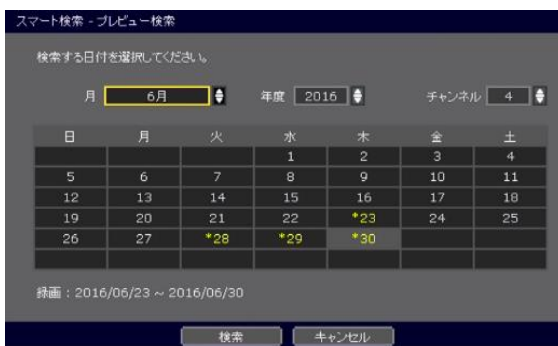 スマート検索 - プレビュー検索
検索する日付を選択してください。
月 6月 年度 2016 チャンネル 4
日 月 火 水 木 金 土
1 2 3 4
5 6 7 8 9 10 11
12 13 14 15 16 17 18
19 20 21 22 *23 24 25
26 27 *28 *29 *30
録画 : 2016/06/23 ~ 2016/06/30
検索 キャンセル